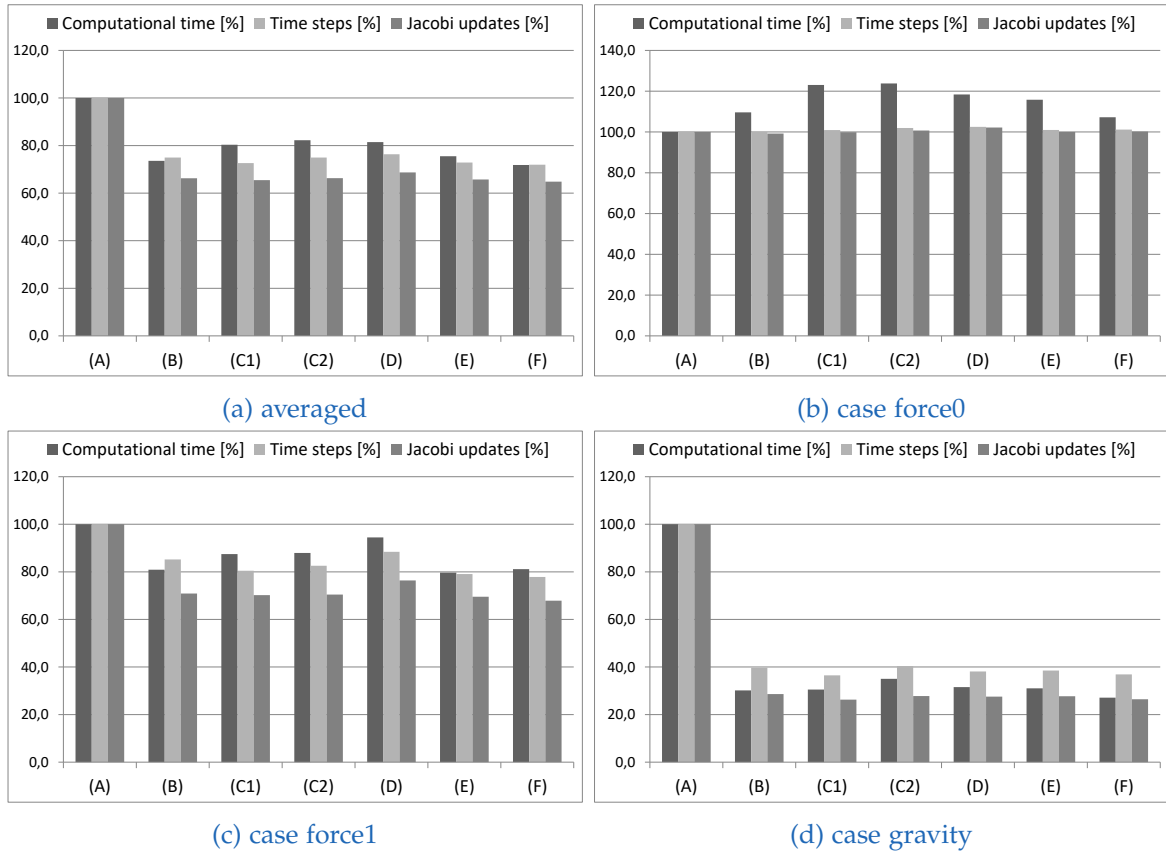 ■ Computational time [%] ■ Time steps [%] ■ Jacobi updates [%]
120,0
100,0
80,0
60,0
40,0
20,0
0,0
(A) (B) (C1) (C2) (D) (E) (F)
(a) averaged
■ Computational time [%] ■ Time steps [%] ■ Jacobi updates [%]
140,0
120,0
100,0
80,0
60,0
40,0
20,0
0,0
(A) (B) (C1) (C2) (D) (E) (F)
(b) case force0
■ Computational time [%] ■ Time steps [%] ■ Jacobi updates [%]
120,0
100,0
80,0
60,0
40,0
20,0
0,0
(A) (B) (C1) (C2) (D) (E) (F)
(c) case force1
■ Computational time [%] ■ Time steps [%] ■ Jacobi updates [%]
120,0
100,0
80,0
60,0
40,0
20,0
0,0
(A) (B) (C1) (C2) (D) (E) (F)
(d) case gravity